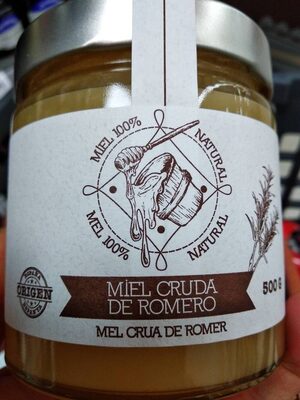 MIEL 100%
NATURAL
MEL 100%
NATURAL
ORIGEN
MIEL CRUDA
DE ROMERO
500 G
MEL CRUA DE ROMER